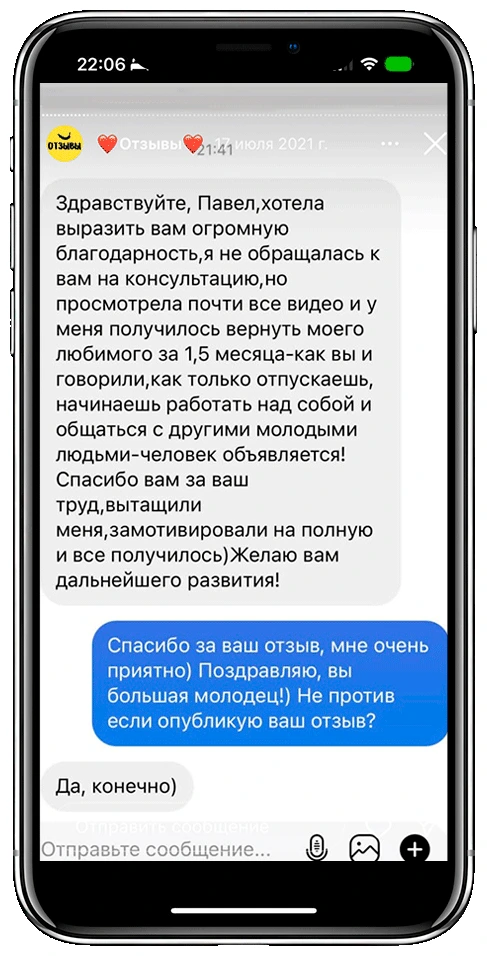 22:06
отзывы
Отзывы 17 июля 2021 г.
21:41
Здравствуйте, Павел,хотела
выразить вам огромную
благодарность,я не обращалась к
вам на консультацию,но
просмотрела почти все видео и у
меня получилось вернуть моего
любимого за 1,5 месяца-как вы и
говорили,как только отпускаешь,
начинаешь работать над собой и
общаться с другими молодыми
людьми-человек объявляется!
Спасибо вам за ваш
труд,вытащили
меня,замотивировали на полную
и все получилось)Желаю вам
дальнейшего развития!
Спасибо за ваш отзыв, мне очень
приятно) Поздравляю, вы
большая молодец!) Не против
если опубликую ваш отзыв?
Да, конечно)
Отправить сообщение
Отправьте сообщение...